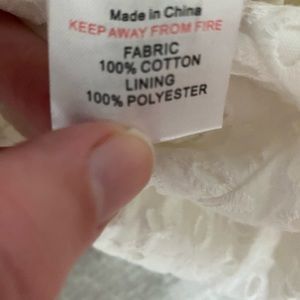 Made in China
KEEP AWAY FROM FIRE
FABRIC
100% COTTON
LINING
100% POLYESTER